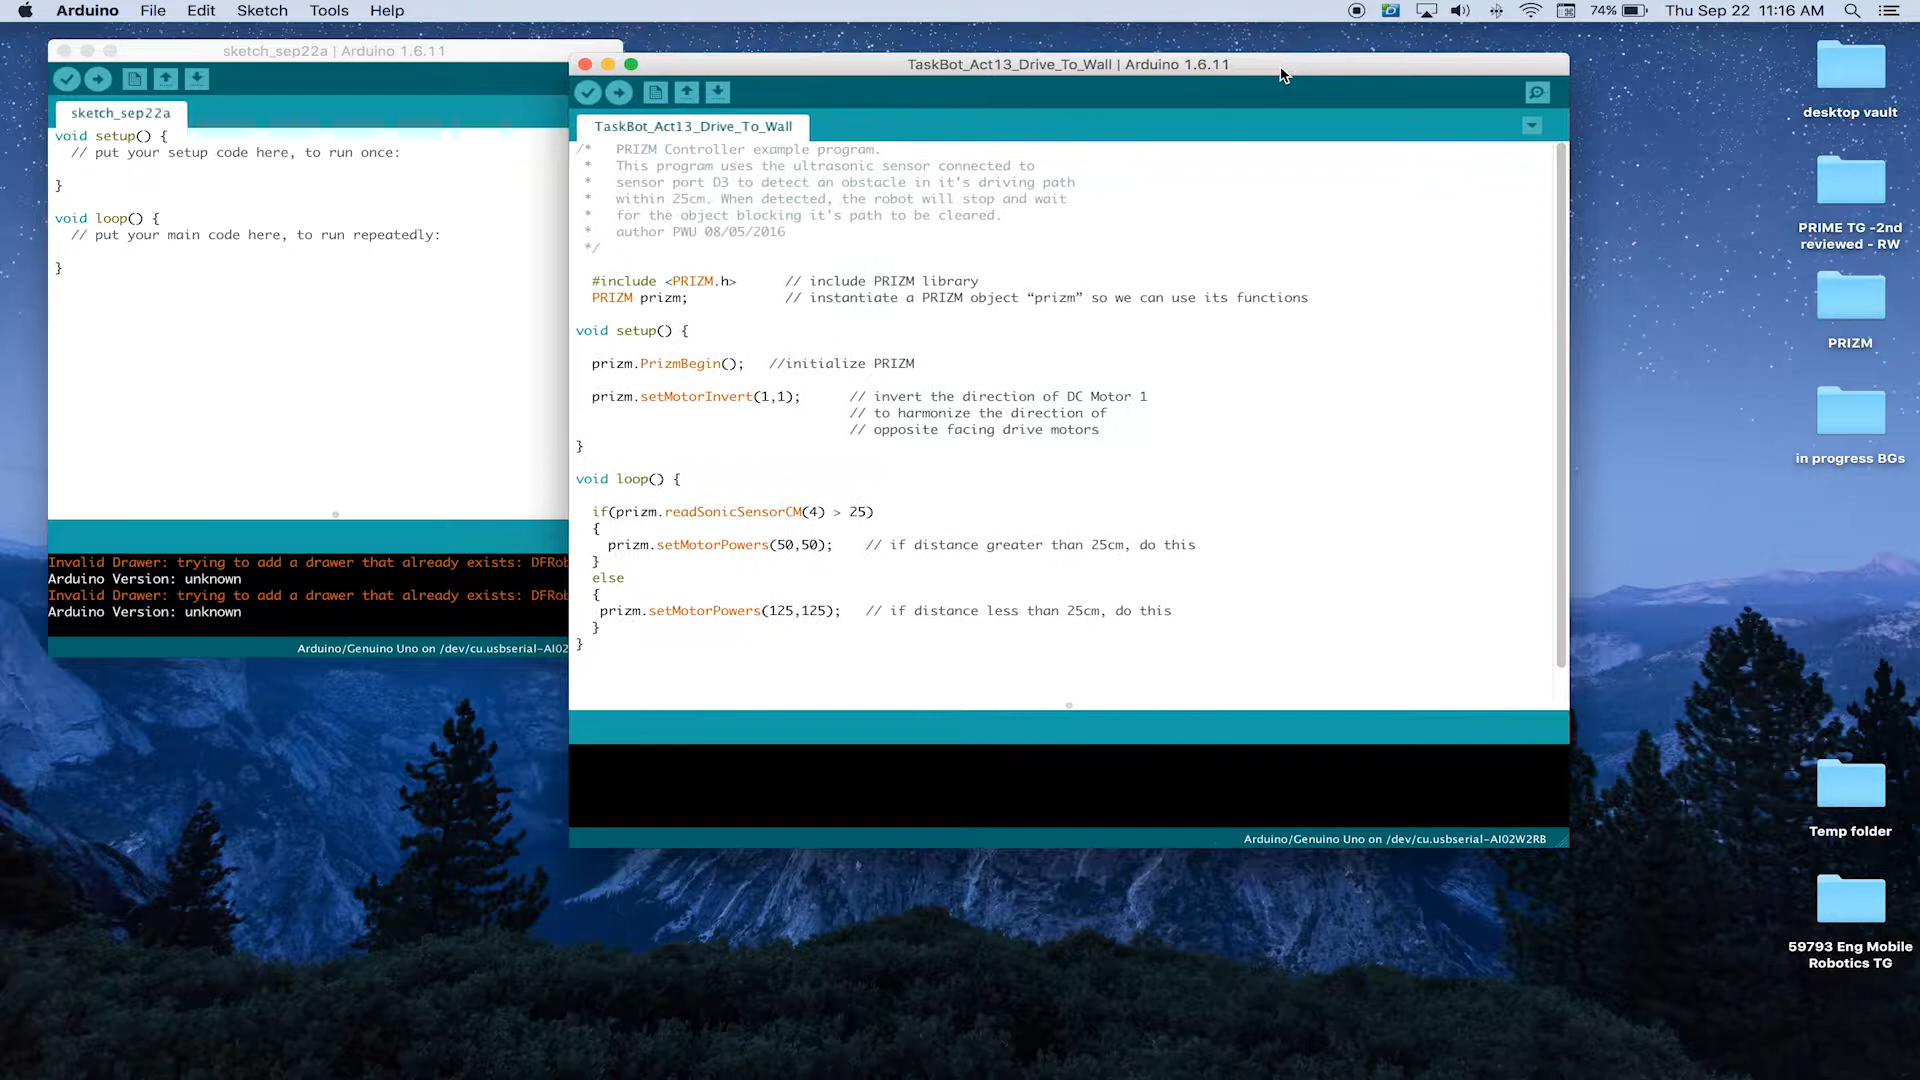 Arduino File Edit Sketch Tools Help 74% Thu Sep 22 11:16 AM
sketch_sep22a | Arduino 1.6.11
sketch_sep22a
void setup() {
// put your setup code here, to run once:
}
void loop() {
// put your main code here, to run repeatedly:
}
Invalid Drawer: trying to add a drawer that already exists: DFRob
Arduino Version: unknown
Invalid Drawer: trying to add a drawer that already exists: DFRob
Arduino Version: unknown
Arduino/Genuino Uno on /dev/cu.usbserial-AI02
TaskBot_Act13_Drive_To_Wall | Arduino 1.6.11
TaskBot_Act13_Drive_To_Wall
/* PRIZM Controller example program.
* This program uses the ultrasonic sensor connected to
* sensor port D3 to detect an obstacle in it's driving path
* within 25cm. When detected, the robot will stop and wait
* for the object blocking it's path to be cleared.
* author PWU 08/05/2016
*/
#include <PRIZM.h> // include PRIZM library
PRIZM prizm; // instantiate a PRIZM object “prizm” so we can use its functions
void setup() {
prizm.PrizmBegin(); //initialize PRIZM
prizm.setMotorInvert(1,1); // invert the direction of DC Motor 1
// to harmonize the direction of
// opposite facing drive motors
}
void loop() {
if(prizm.readSonicSensorCM(4) > 25)
{
prizm.setMotorPowers(50,50); // if distance greater than 25cm, do this
}
else
{
prizm.setMotorPowers(125,125); // if distance less than 25cm, do this
}
}
Arduino/Genuino Uno on /dev/cu.usbserial-AI02W2RB
desktop vault
PRIME TG -2nd
reviewed - RW
PRIZM
in progress BGs
Temp folder
59793 Eng Mobile
Robotics TG